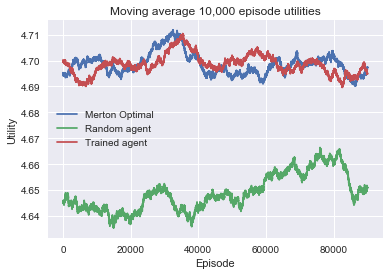 Moving average 10,000 episode utilities
Utility
4.71
4.70
4.69
4.68
4.67
4.66
4.65
4.64
Merton Optimal
Random agent
Trained agent
0
20000
40000
60000
80000
Episode